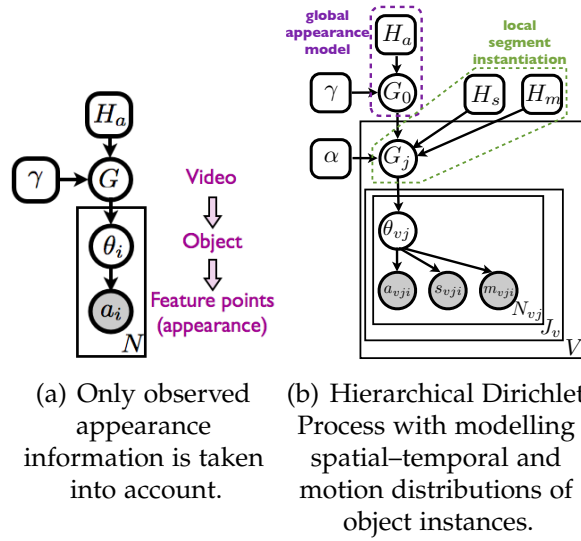 H_a
γ
G
θ_i
a_i
N
Video
Object
Feature points
(appearance)
(a) Only observed
appearance
information is taken
into account.
global
appearance
model
H_a
local
segment
instantiation
γ
G_0
H_s
H_m
α
G_j
θ_vj
a_vji
s_vji
m_vji
N_vj
J_v
V
(b) Hierarchical Dirichlet
Process with modelling
spatial–temporal and
motion distributions of
object instances.